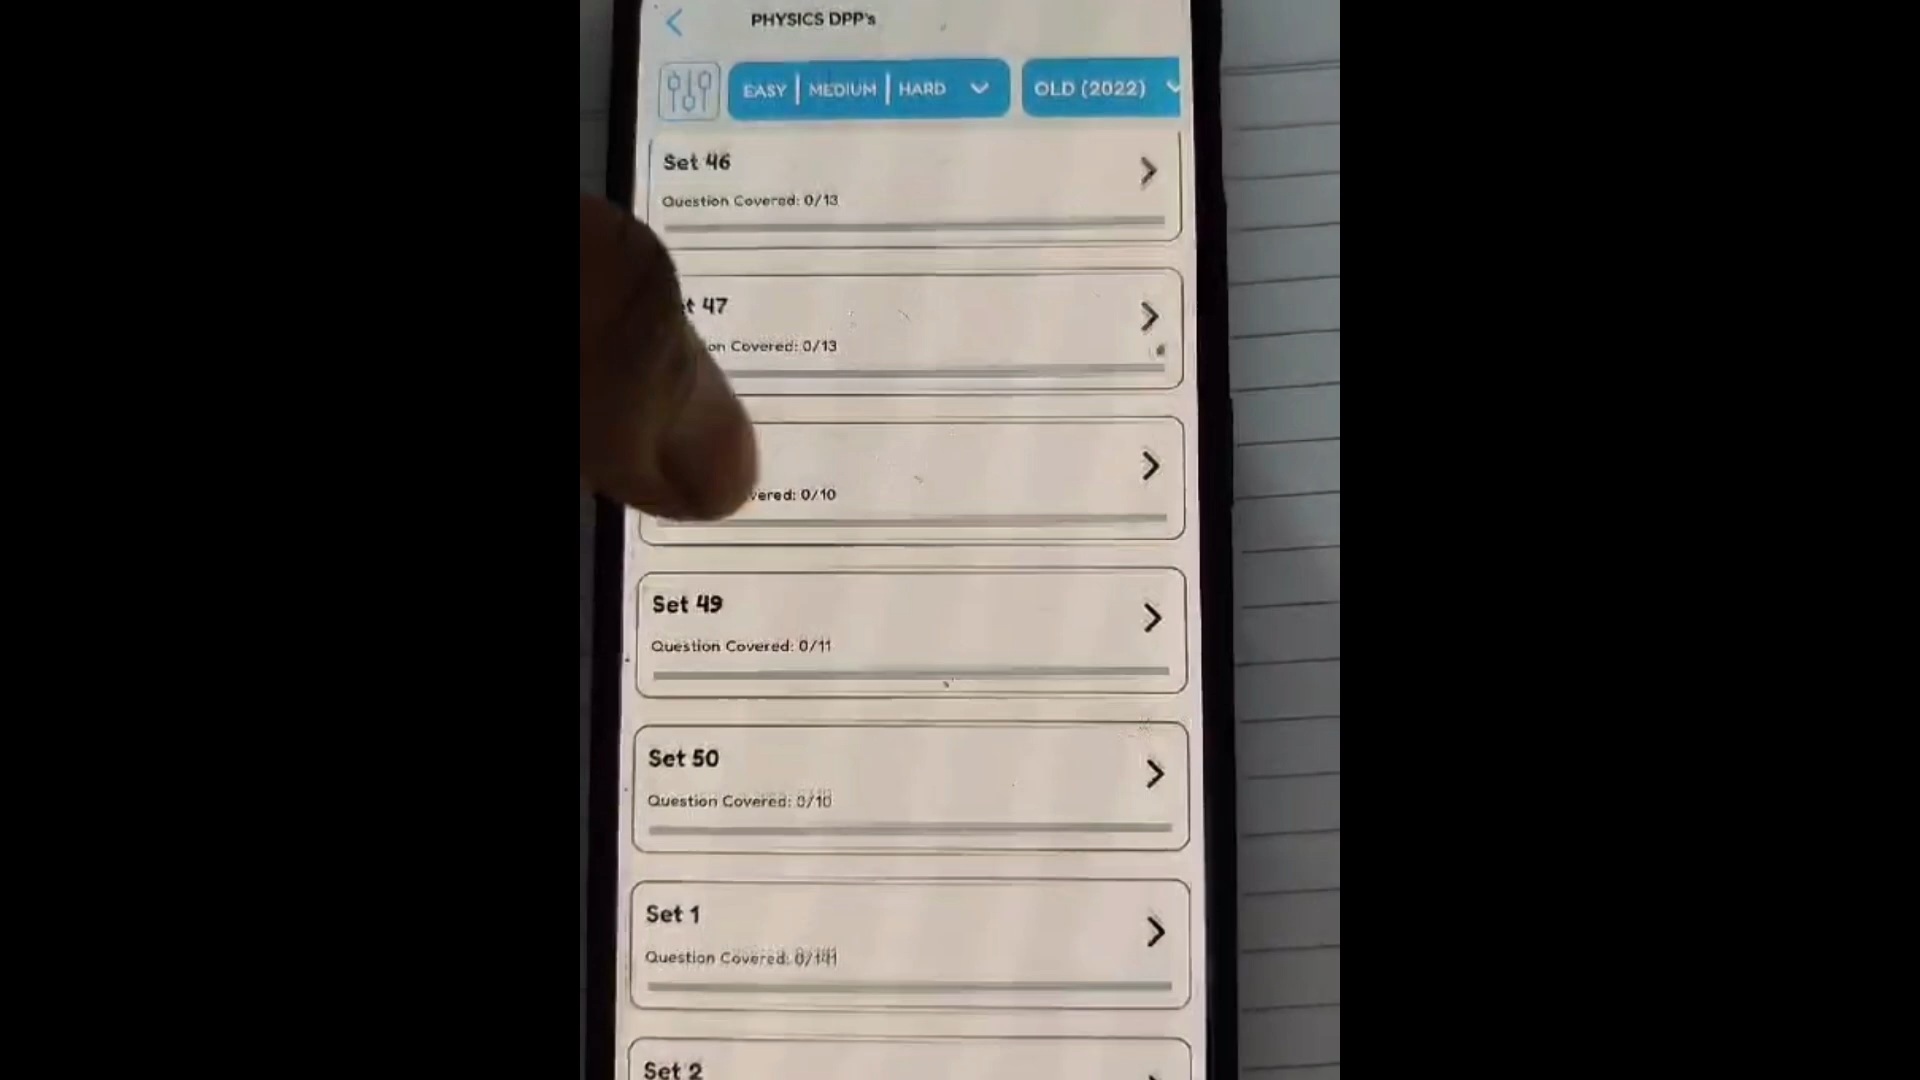 PHYSICS DPP's
EASY | MEDIUM | HARD
OLD (2022)
Set 46
Question Covered: 0/13
47
Covered: 0/13
0/10
Set 49
Question Covered: 0/11
Set 50
Question Covered: 0/10
Set 1
Question Covered:
Set 2